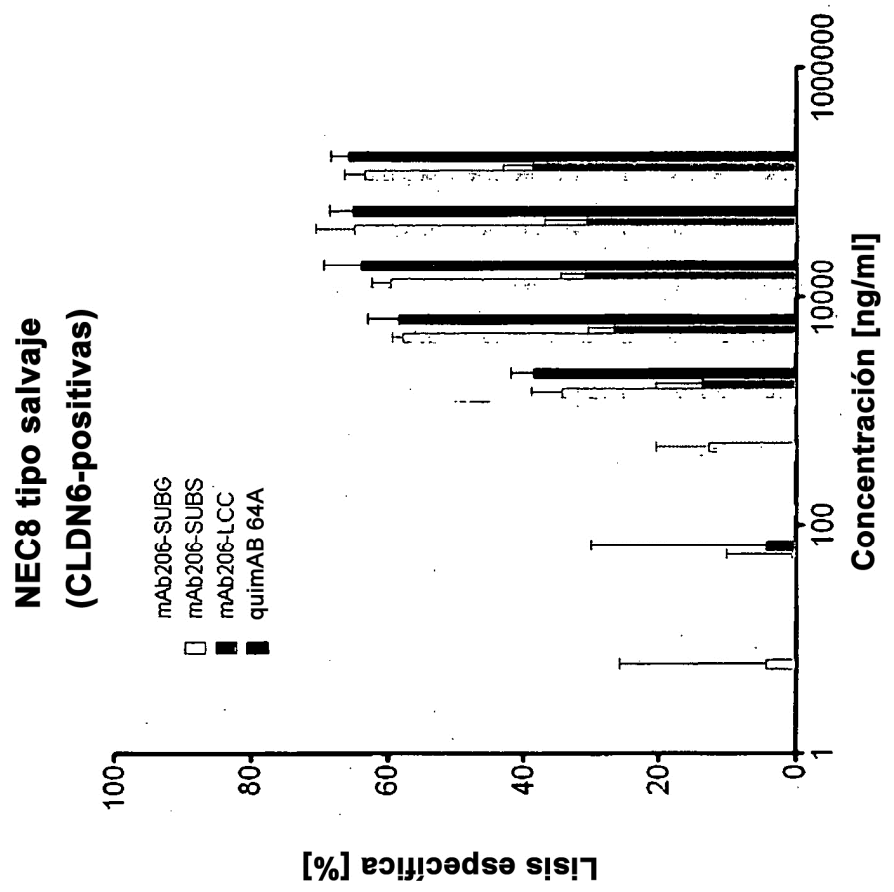 NEC8 tipo salvaje
(CLDN6-positivas)
mAb206-SUBG
mAb206-SUBS
mAb206-LCC
quimAB 64A
Lisis específica [%]
100
80
60
40
20
0
1
100
10000
1000000
Concentración [ng/ml]